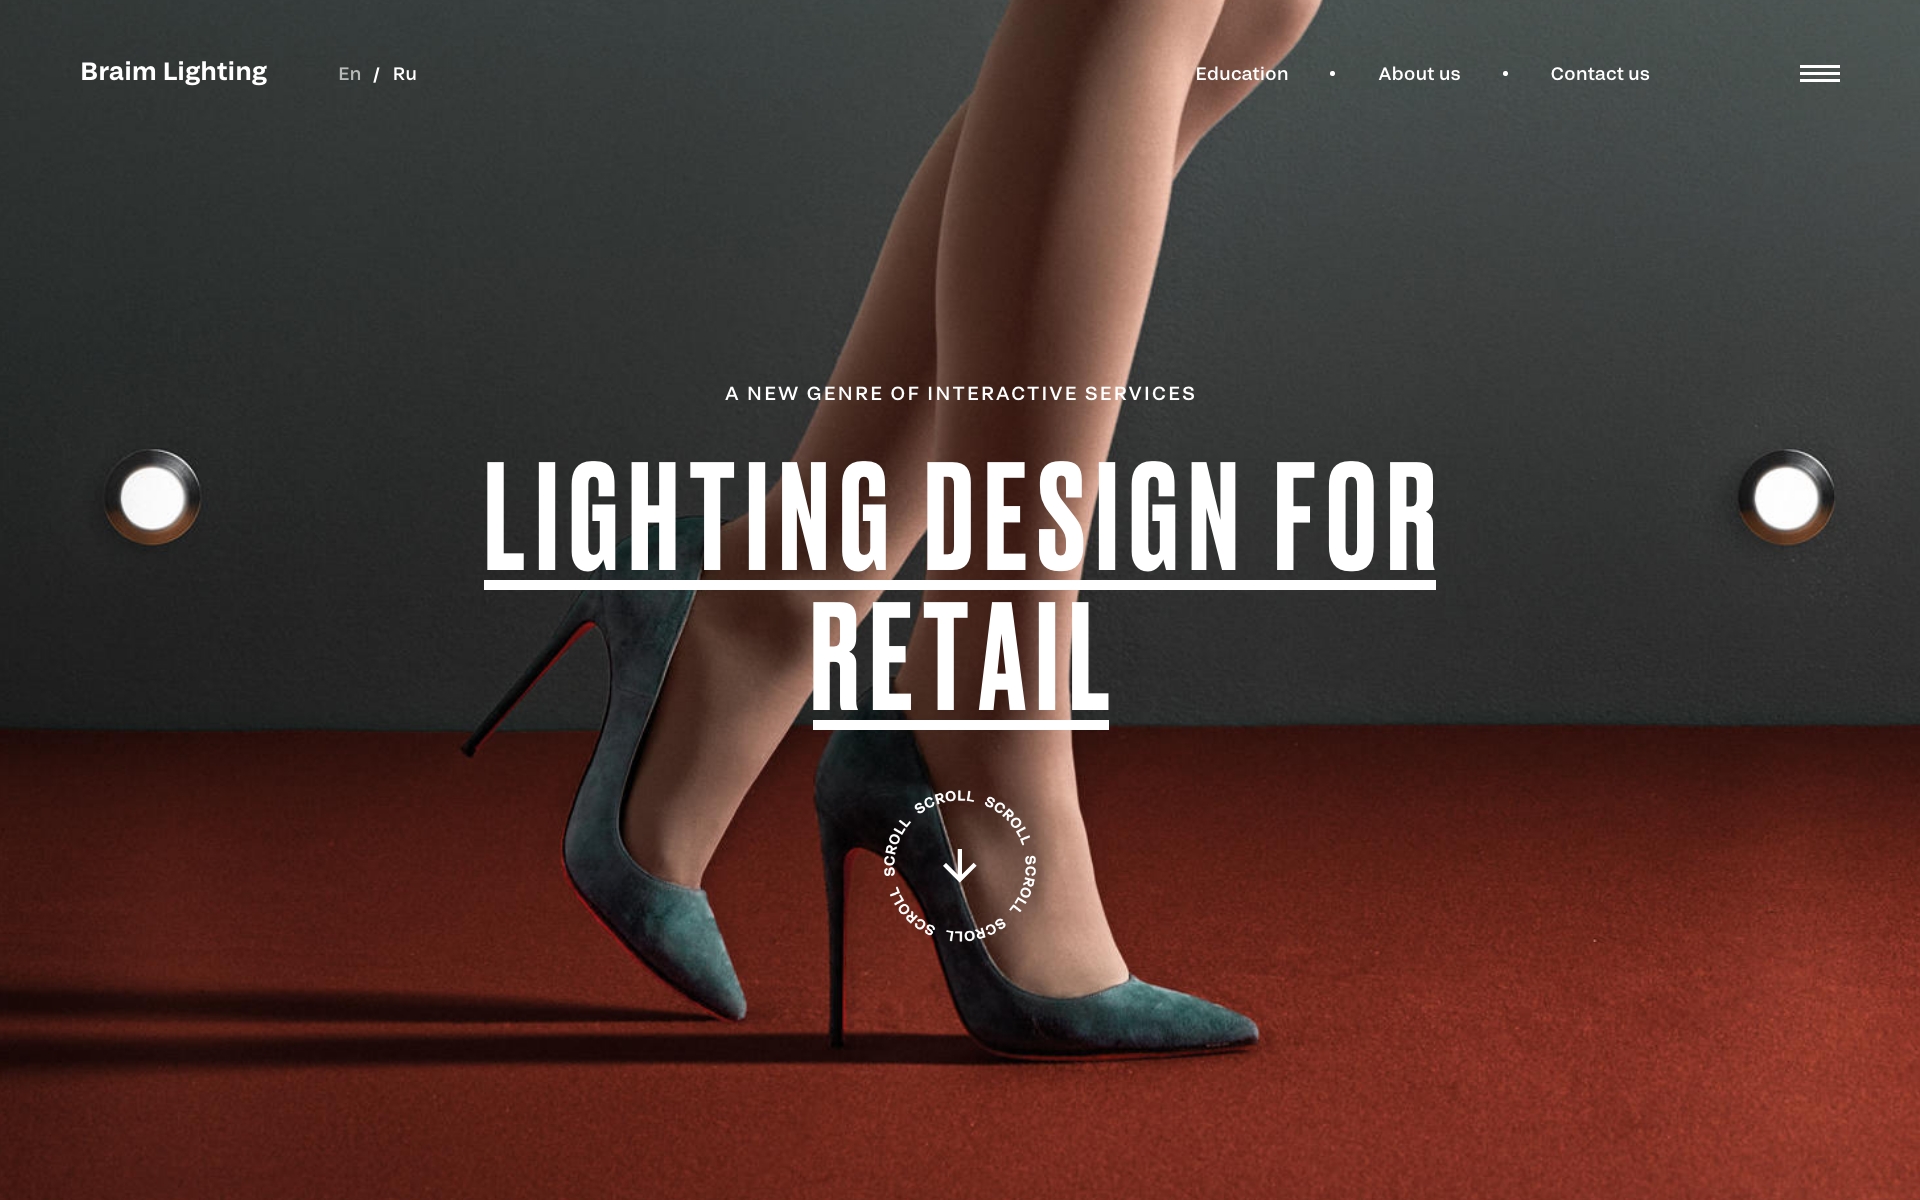 Braim Lighting
En / Ru
Education • About us • Contact us
A NEW GENRE OF INTERACTIVE SERVICES
LIGHTING DESIGN FOR
RETAIL
SCROLL SCROLL SCROLL SCROLL SCROLL SCROLL